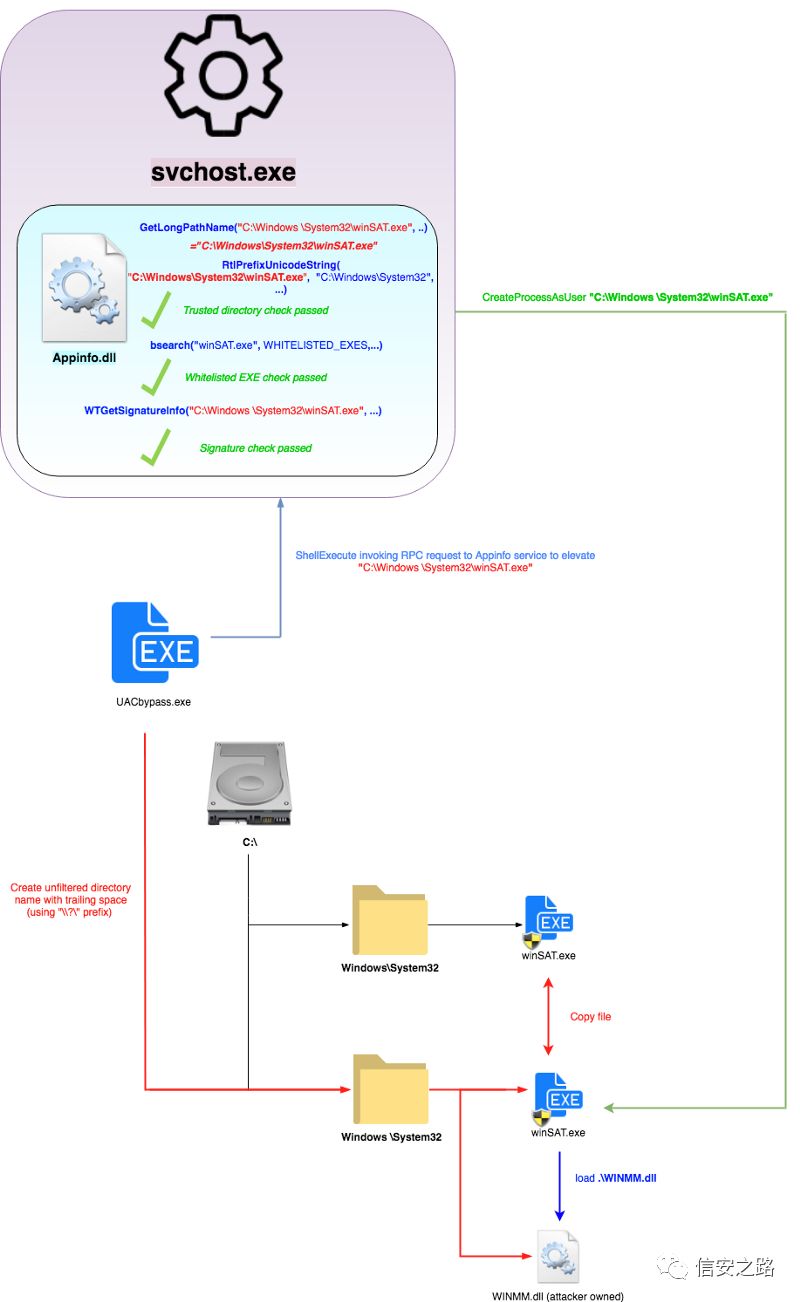 svchost.exe
GetLongPathName("C:\Windows \System32\winSAT.exe", ..)
="C:\Windows\System32\winSAT.exe"
RtlPrefixUnicodeString(
"C:\Windows\System32\winSAT.exe", "C:\Windows\System32",
...)
Trusted directory check passed
Appinfo.dll
bsearch("winSAT.exe", WHITELISTED_EXES,...)
Whitelisted EXE check passed
WTGetSignatureInfo("C:\Windows \System32\winSAT.exe", ...)
Signature check passed
CreateProcessAsUser "C:\Windows \System32\winSAT.exe"
ShellExecute invoking RPC request to Appinfo service to elevate
"C:\Windows \System32\winSAT.exe"
EXE
UACbypass.exe
C:\
Create unfiltered directory
name with trailing space
(using "\\?\" prefix)
Windows\System32
EXE
winSAT.exe
Copy file
Windows \System32
EXE
winSAT.exe
load .\WINMM.dll
WINMM.dll (attacker owned)
信安之路